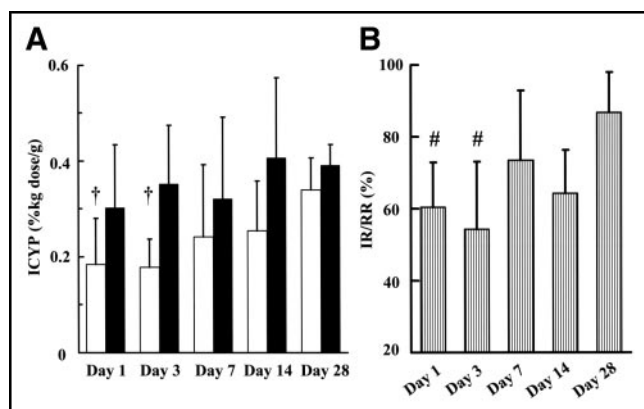 A
ICYP (%kg dose/g)
0.6
0.4
0.2
0
†
†
Day 1 Day 3 Day 7 Day 14 Day 28
B
IR/RR (%)
100
80
60
40
20
#
#
Day 1 Day 3 Day 7 Day 14 Day 28